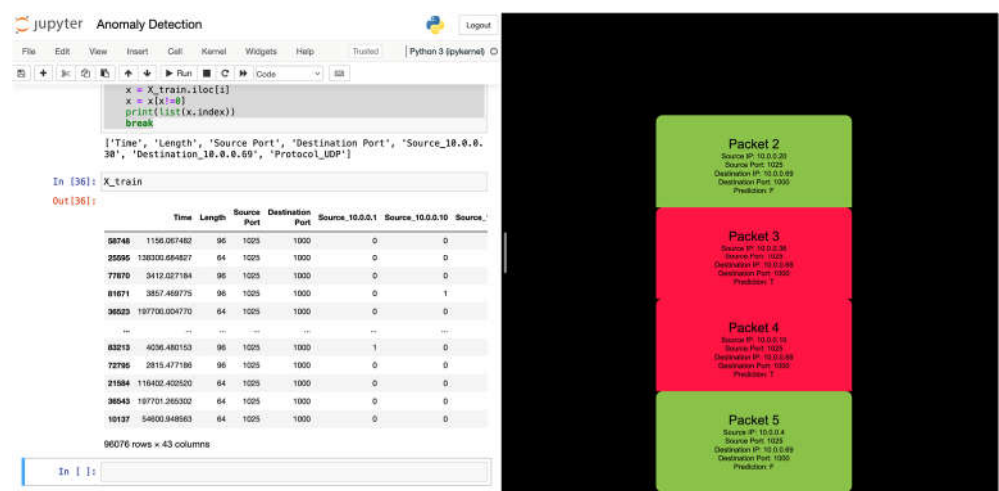 jupyter Anomaly Detection Logout
File Edit View Insert Cell Kernel Widgets Help Trusted Python 3 (ipykernel)
Run Code
x = X_train.iloc[i]
x = x[x!=0]
print(list(x.index))
break
['Time', 'Length', 'Source Port', 'Destination Port', 'Source_10.0.0.
30', 'Destination_10.0.0.69', 'Protocol_UDP']
In [36]: X_train
Out[36]:
Time Length Source Port Destination Port Source_10.0.0.1 Source_10.0.0.10
58748 1156.067482 96 1025 1000 0 0
25595 138300.684827 64 1025 1000 0 0
77870 3412.027184 96 1025 1000 0 0
81671 3857.469775 96 1025 1000 0 1
36523 197700.004770 64 1025 1000 0 0
... ... ... ... ... ... ...
83213 4036.480153 96 1025 1000 1 0
72795 2815.477186 96 1025 1000 0 0
21584 116402.402520 64 1025 1000 0 0
36543 197701.265302 64 1025 1000 0 0
10137 54600.948563 64 1025 1000 0 0
96076 rows × 43 columns
In [ ]:
Packet 2
Source IP: 10.0.0.20
Source Port: 1025
Destination IP: 10.0.0.69
Destination Port: 1000
Prediction: F
Packet 3
Source Port: 1025
Destination Port: 1000
Prediction: T
Packet 4
Source Port: 1025
Destination Port: 1000
Prediction: T
Packet 5
Source IP: 10.0.0.4
Source Port: 1025
Destination IP: 10.0.0.69
Destination Port: 1000
Prediction: F